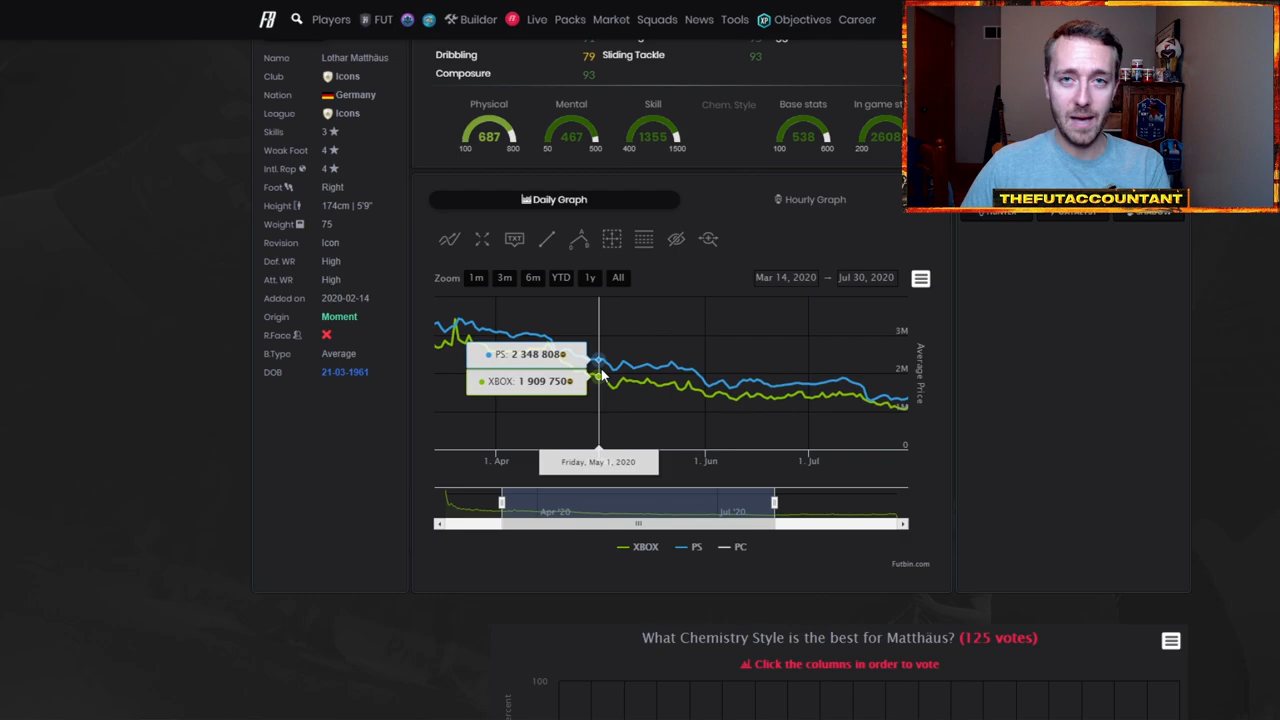 Players FUT Builder Live Packs Market Squads News Tools XP Objectives Career
Name Lothar Matthäus
Club Icons
Nation Germany
League Icons
Skills 3★
Weak Foot 4★
Intl.Rep 4★
Foot Right
Height 174cm | 5'9"
Weight 75
Revision Icon
Def. WR High
Att. WR High
Added on 2020-02-14
Origin Moment
R.Face
B.Type Average
DOB 21-03-1961
Dribbling 79 Sliding Tackle 93
Composure 93
Physical Mental Skill Chem. Style Base stats In game st
687 467 1355 538 2608
100 800 50 500 400 1500 100 600 200
Daily Graph Hourly Graph
TXT
Zoom 1m 3m 6m YTD 1y All Mar 14, 2020 → Jul 30, 2020
PS: 2 348 808
XBOX: 1 909 750
3M
2M
1M
0
Average Price
1. Apr 1. Jun 1. Jul
Friday, May 1, 2020
Apr '20 Jul '20
XBOX PS PC
Futbin.com
What Chemistry Style is the best for Matthäus? (125 votes)
Click the columns in order to vote
100
THEFUTACCOUNTANT